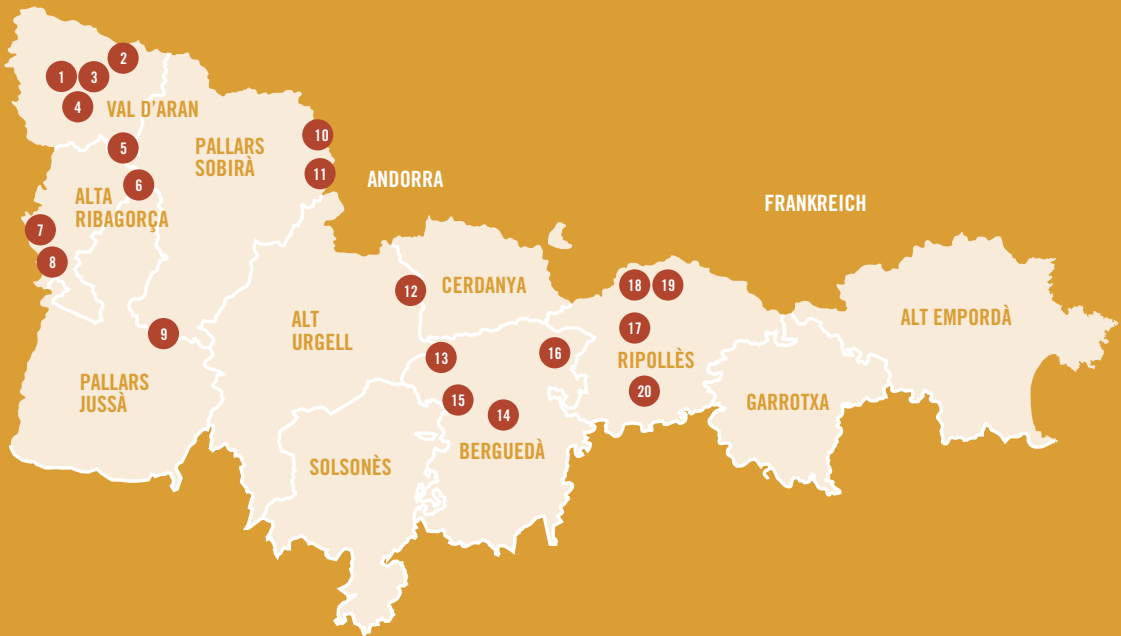 2
1
3
4
VAL D'ARAN
10
PALLARS
SOBIRÀ
5
11
ANDORRA
6
ALTA
RIBAGORÇA
FRANKREICH
7
8
12
CERDANYA
18
19
ALT
URGELL
17
ALT EMPORDÀ
9
13
16
RIPOLLÈS
PALLARS
JUSSÀ
15
14
20
GARROTXA
BERGUEDÀ
SOLSONÈS